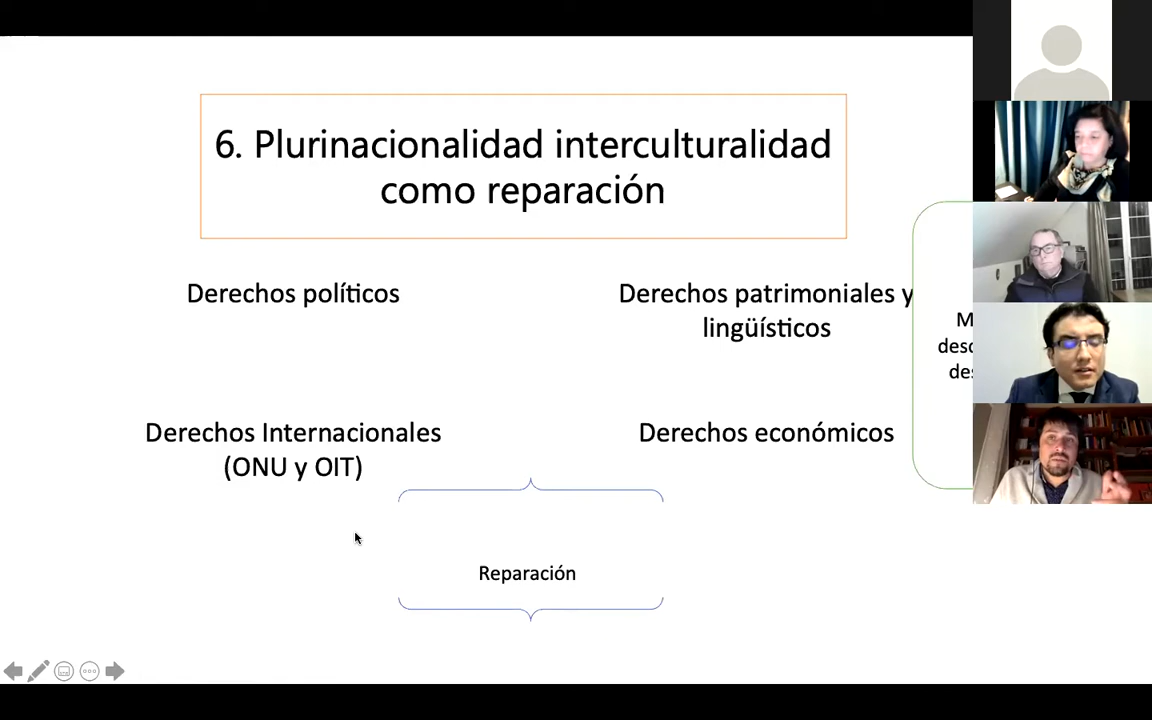 6. Plurinacionalidad interculturalidad
como reparación
Derechos políticos
Derechos patrimoniales y
lingüísticos
Derechos Internacionales
(ONU y OIT)
Derechos económicos
Reparación